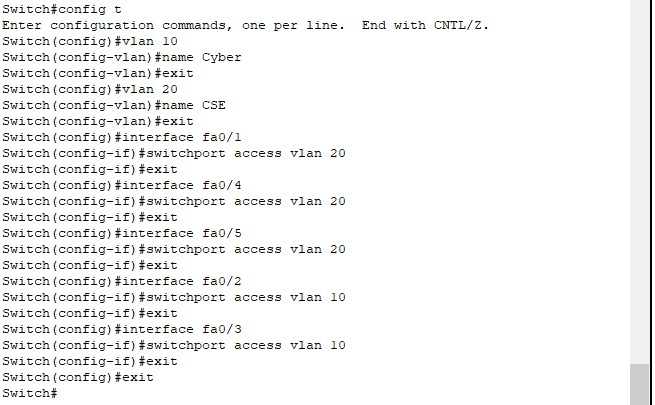 Switch#config t
Enter configuration commands, one per line.  End with CNTL/Z.
Switch(config)#vlan 10
Switch(config-vlan)#name Cyber
Switch(config-vlan)#exit
Switch(config)#vlan 20
Switch(config-vlan)#name CSE
Switch(config-vlan)#exit
Switch(config)#interface fa0/1
Switch(config-if)#switchport access vlan 20
Switch(config-if)#exit
Switch(config)#interface fa0/4
Switch(config-if)#switchport access vlan 20
Switch(config-if)#exit
Switch(config)#interface fa0/5
Switch(config-if)#switchport access vlan 20
Switch(config-if)#exit
Switch(config)#interface fa0/2
Switch(config-if)#switchport access vlan 10
Switch(config-if)#exit
Switch(config)#interface fa0/3
Switch(config-if)#switchport access vlan 10
Switch(config-if)#exit
Switch(config)#exit
Switch#